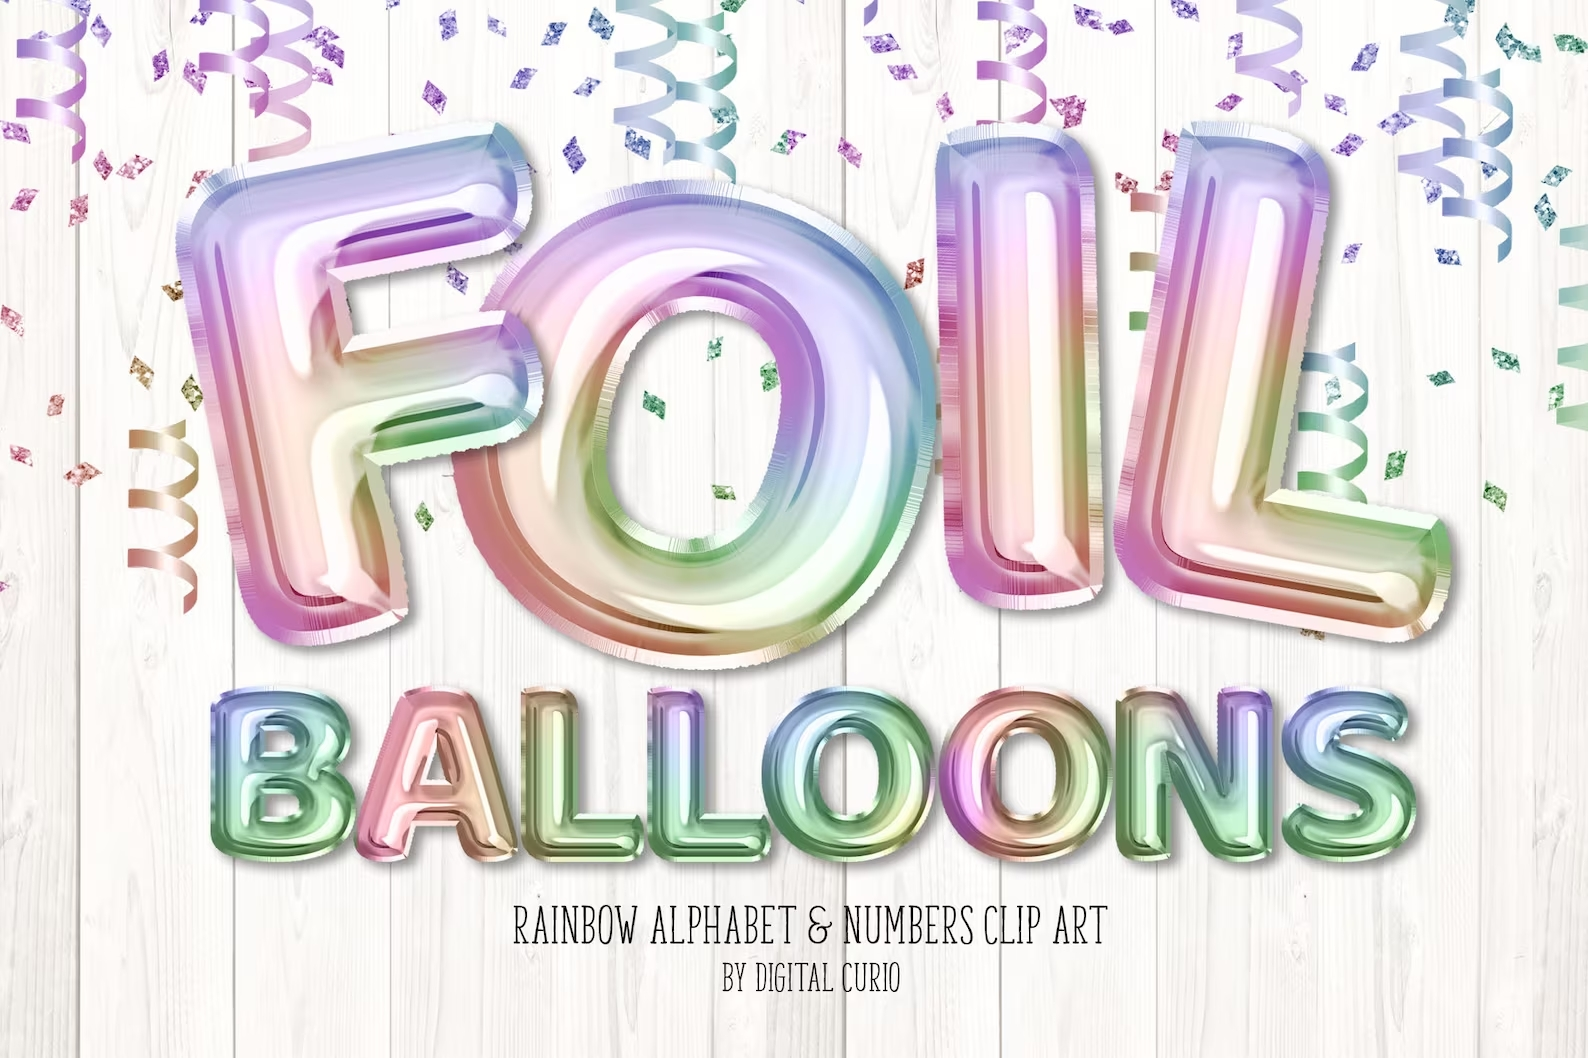 FOIL
BALLOONS
RAINBOW ALPHABET & NUMBERS CLIP ART
BY DIGITAL CURIO